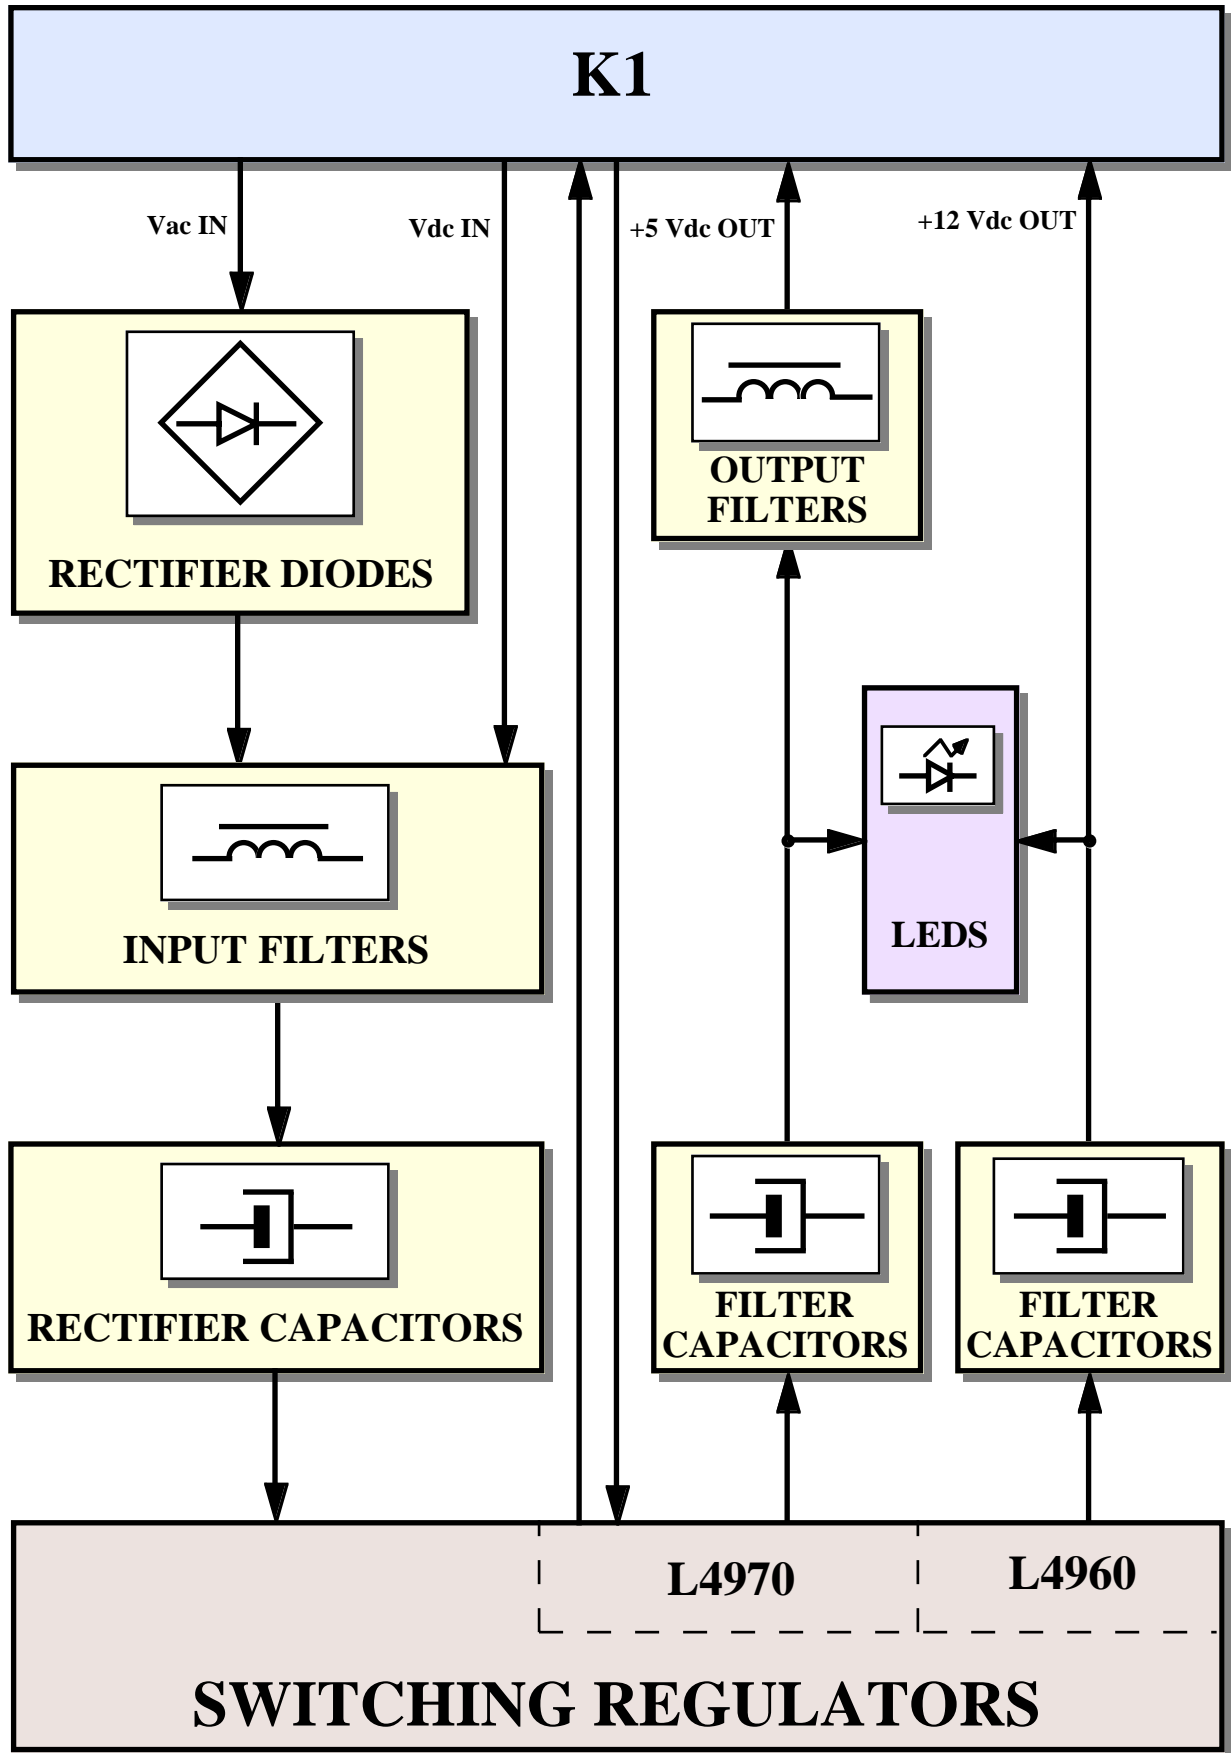 K1
Vac IN
Vdc IN
+5 Vdc OUT
+12 Vdc OUT
RECTIFIER DIODES
OUTPUT
FILTERS
INPUT FILTERS
LEDS
RECTIFIER CAPACITORS
FILTER
CAPACITORS
FILTER
CAPACITORS
L4970
L4960
SWITCHING REGULATORS